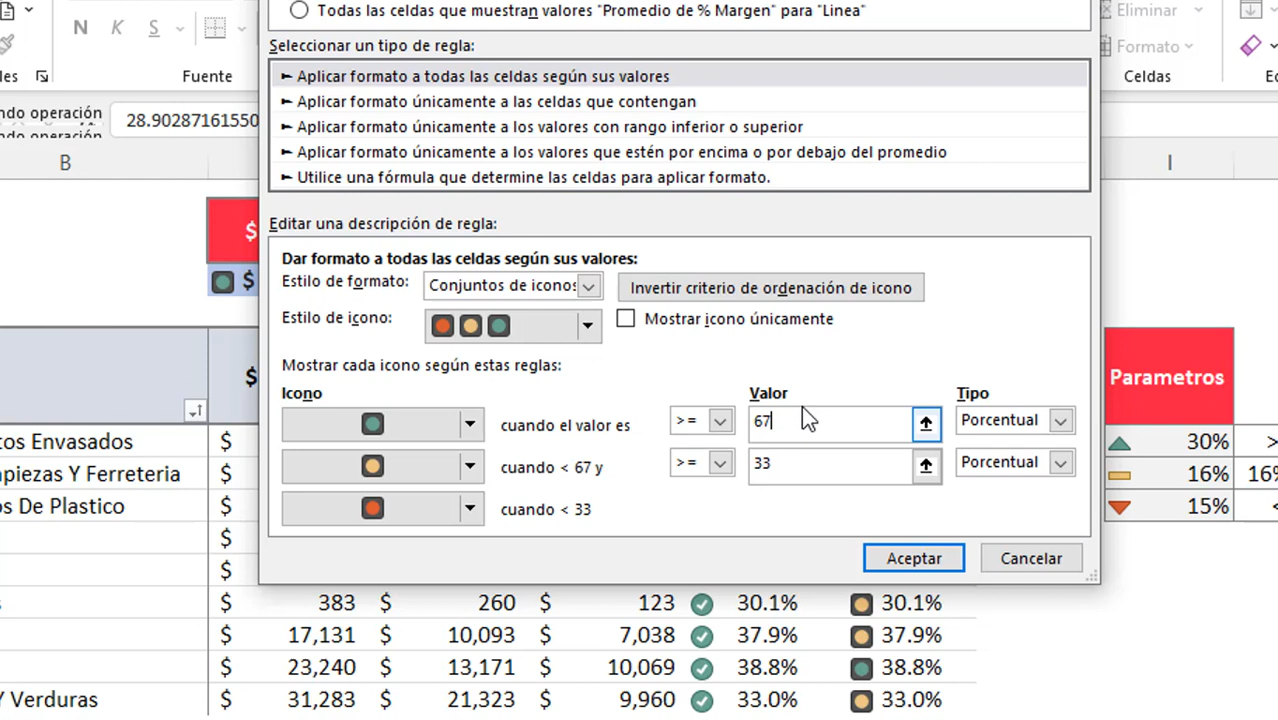 Todas las celdas que muestran valores "Promedio de % Margen" para "Linea"
Eliminar
N K S
Seleccionar un tipo de regla:
Formato
les
Fuente
► Aplicar formato a todas las celdas según sus valores
Celdas
► Aplicar formato únicamente a las celdas que contengan
ndo operación
28.90287161550
► Aplicar formato únicamente a los valores con rango inferior o superior
ndo operación
► Aplicar formato únicamente a los valores que estén por encima o por debajo del promedio
B
I
► Utilice una fórmula que determine las celdas para aplicar formato.
Editar una descripción de regla:
$
Dar formato a todas las celdas según sus valores:
$
Estilo de formato:
Conjuntos de iconos
Invertir criterio de ordenación de icono
Estilo de icono:
Mostrar icono únicamente
Mostrar cada icono según estas reglas:
$
Parametros
Icono
Valor
Tipo
cuando el valor es
>=
67
Porcentual
tos Envasados
$
30%
>
cuando < 67 y
>=
33
Porcentual
mpiezas Y Ferreteria
$
16%
16%
cuando < 33
os De Plastico
$
15%
<
$
Aceptar
Cancelar
$
s
$ 383 $ 260 $ 123 30.1% 30.1%
$ 17,131 $ 10,093 $ 7,038 37.9% 37.9%
$ 23,240 $ 13,171 $ 10,069 38.8% 38.8%
Y Verduras $ 31,283 $ 21,323 $ 9,960 33.0% 33.0%